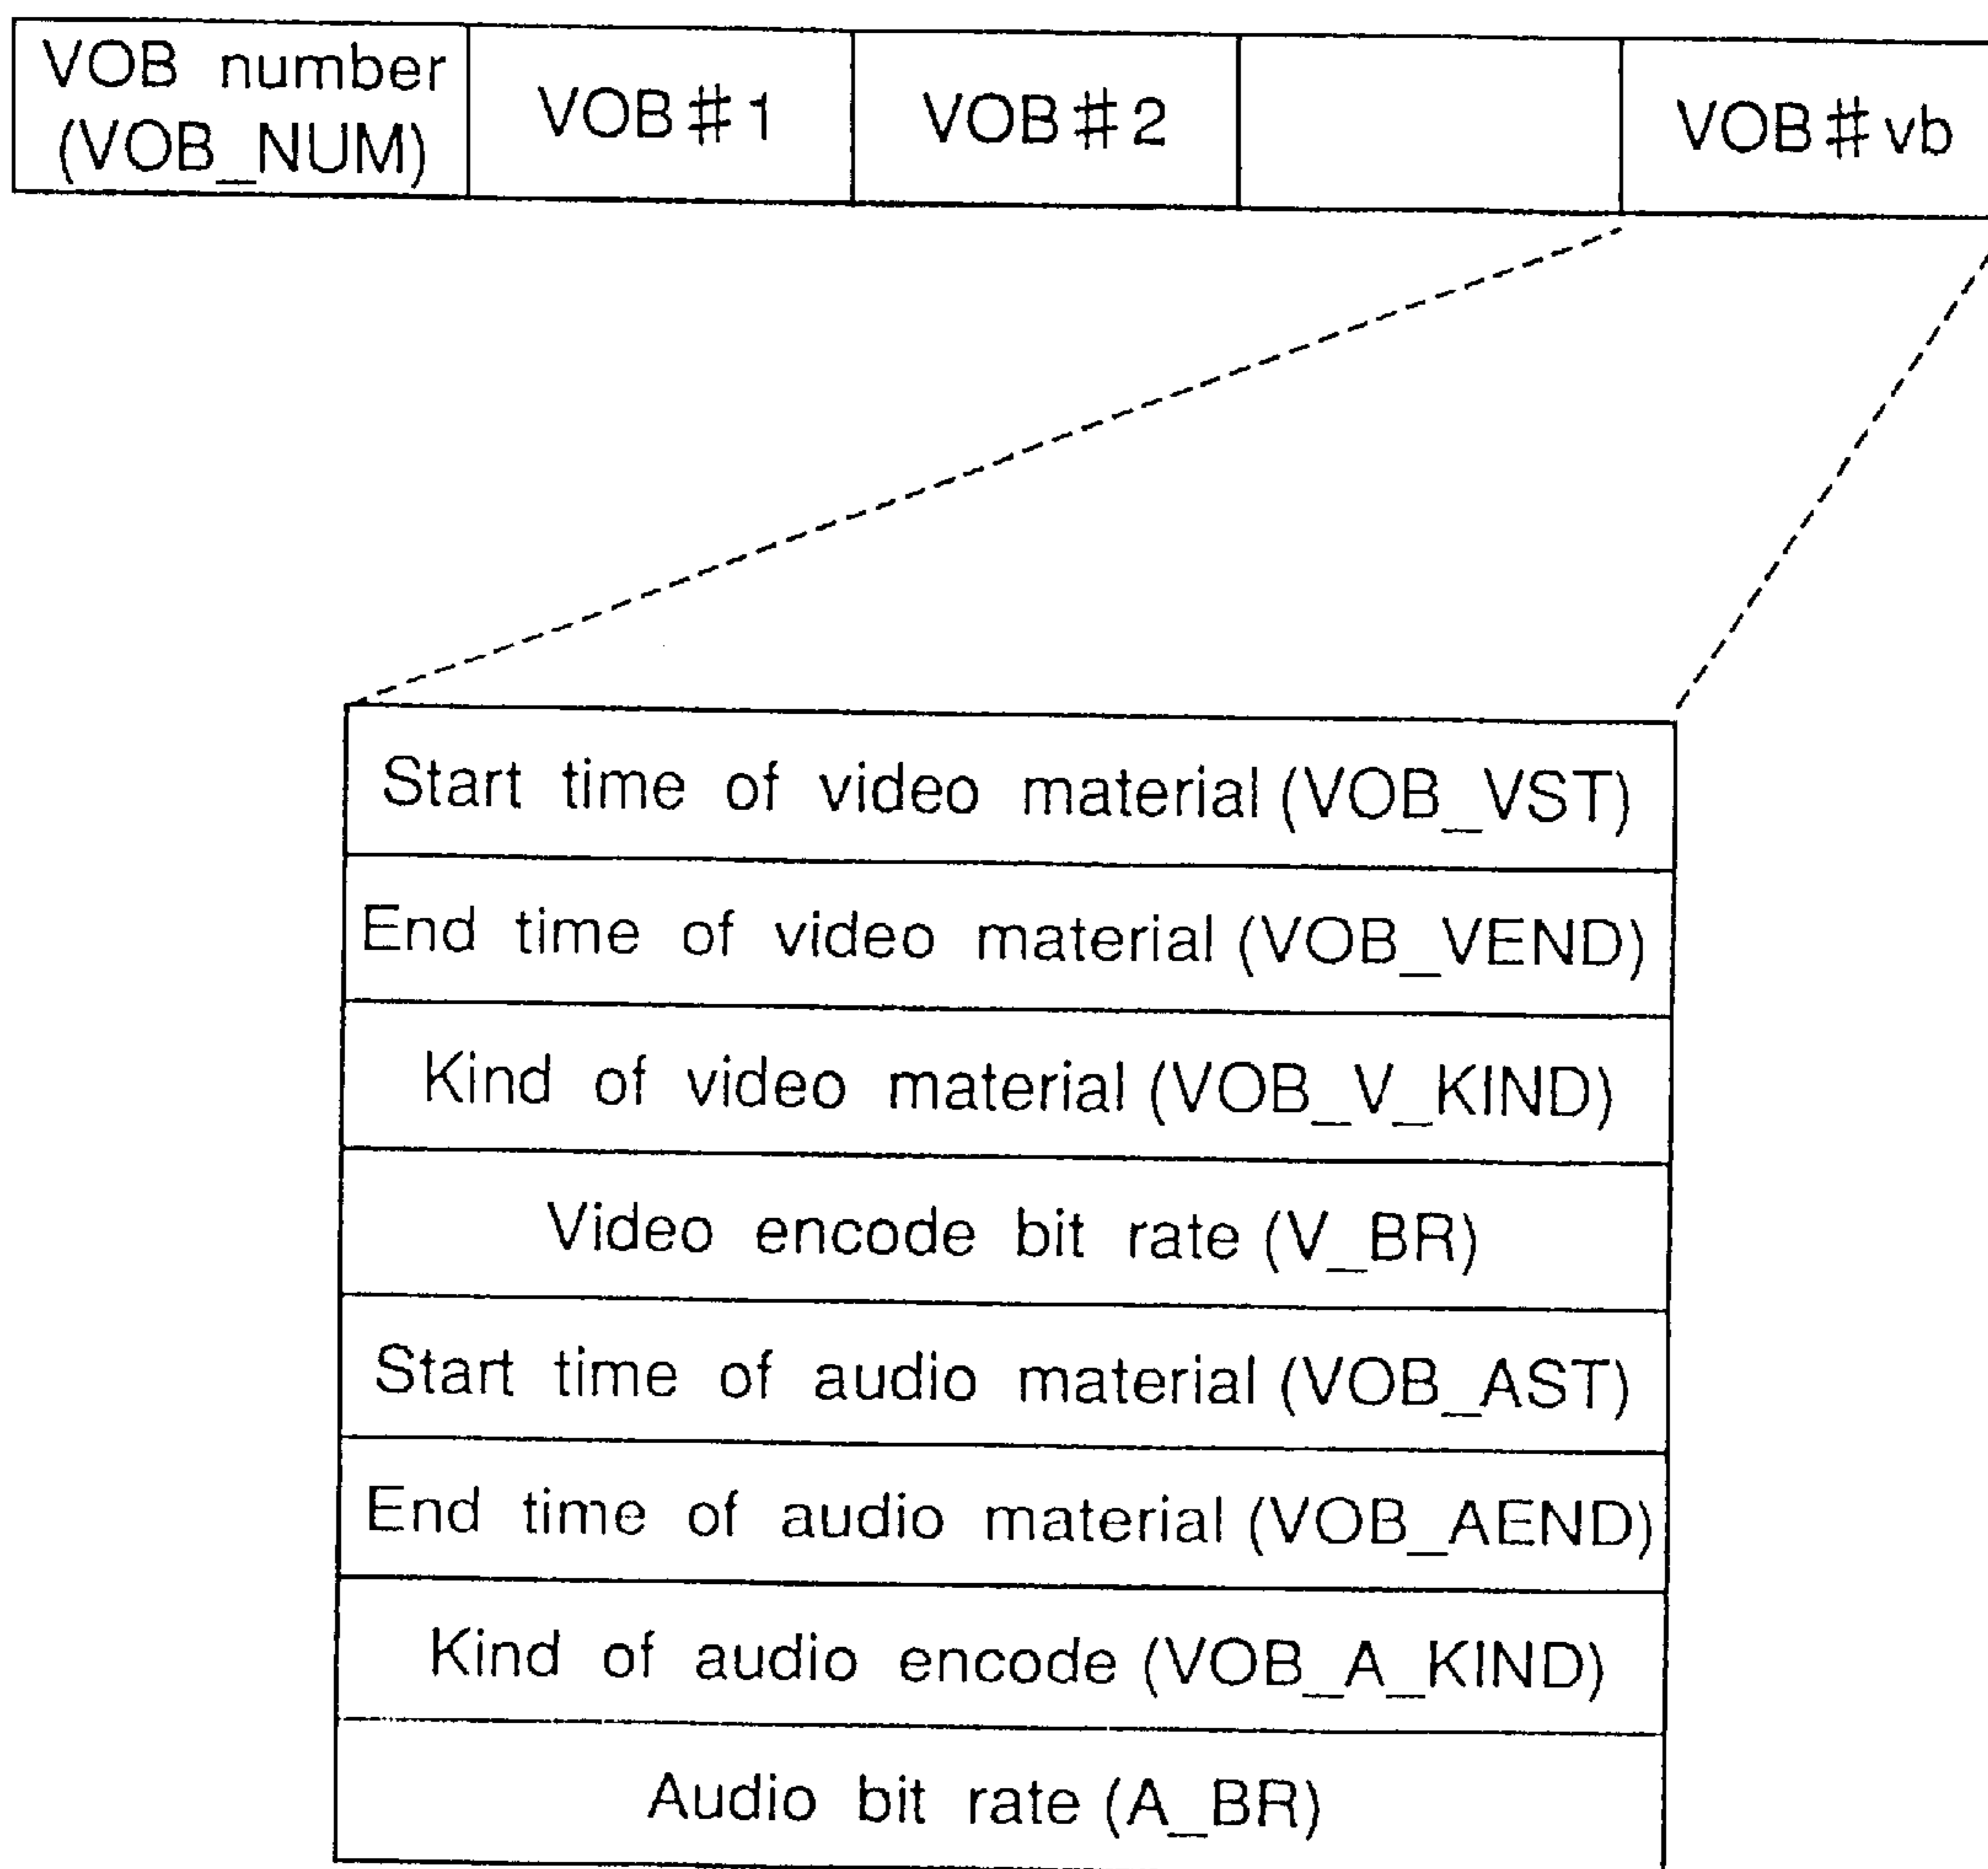 VOB number
(VOB_NUM)
VOB#1
VOB#2
VOB#vb
Start time of video material (VOB_VST)
End time of video material (VOB_VEND)
Kind of video material (VOB_V_KIND)
Video encode bit rate (V_BR)
Start time of audio material (VOB_AST)
End time of audio material (VOB_AEND)
Kind of audio encode (VOB_A_KIND)
Audio bit rate (A_BR)